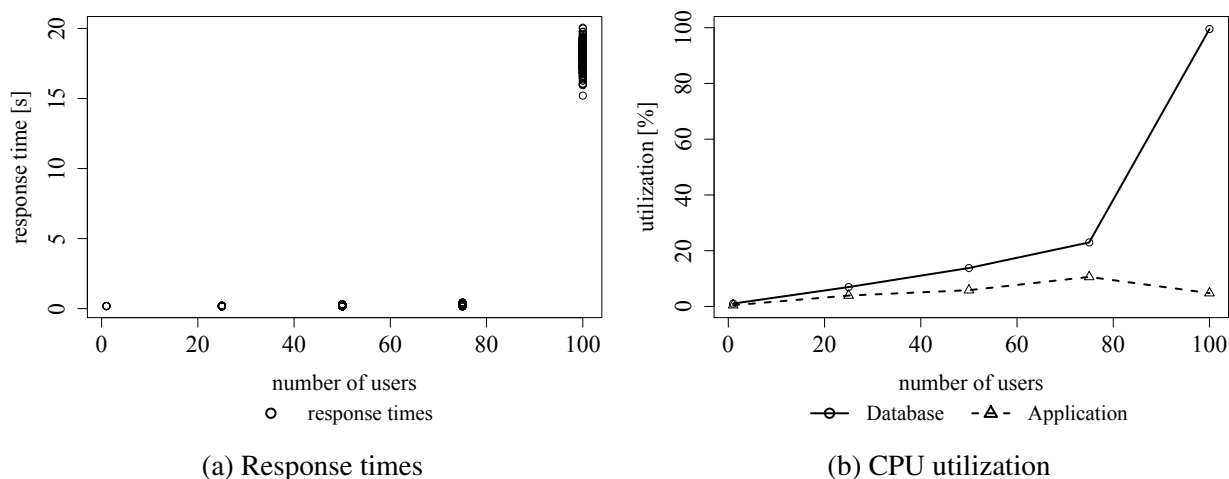 response time [s]
20
15
10
5
0
0 20 40 60 80 100
number of users
response times
(a) Response times
utilization [%]
100
80
60
40
20
0
0 20 40 60 80 100
number of users
Database Application
(b) CPU utilization